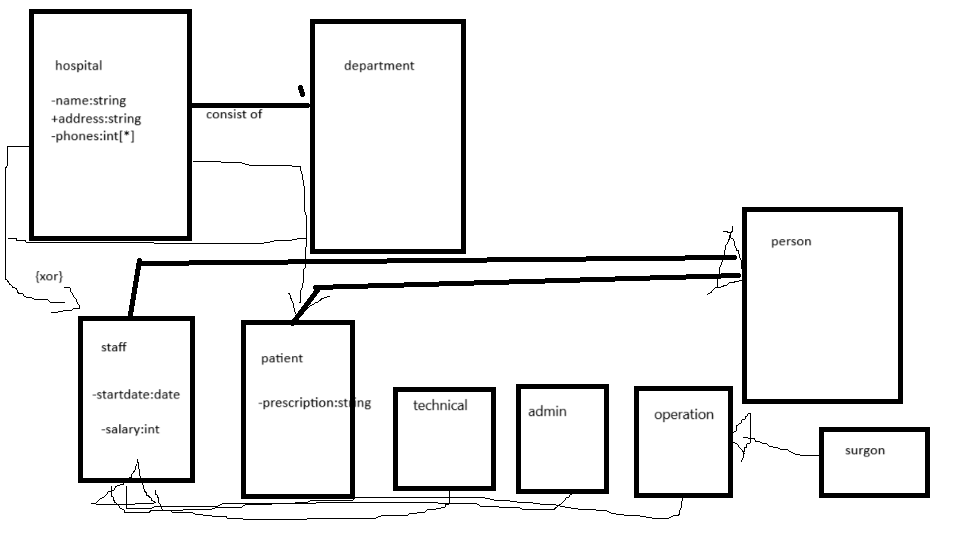 hospital
-name:string
+address:string
-phones:int[*]
consist of
department
person
{xor}
staff
-startdate:date
-salary:int
patient
-prescription:string
technical
admin
operation
surgon